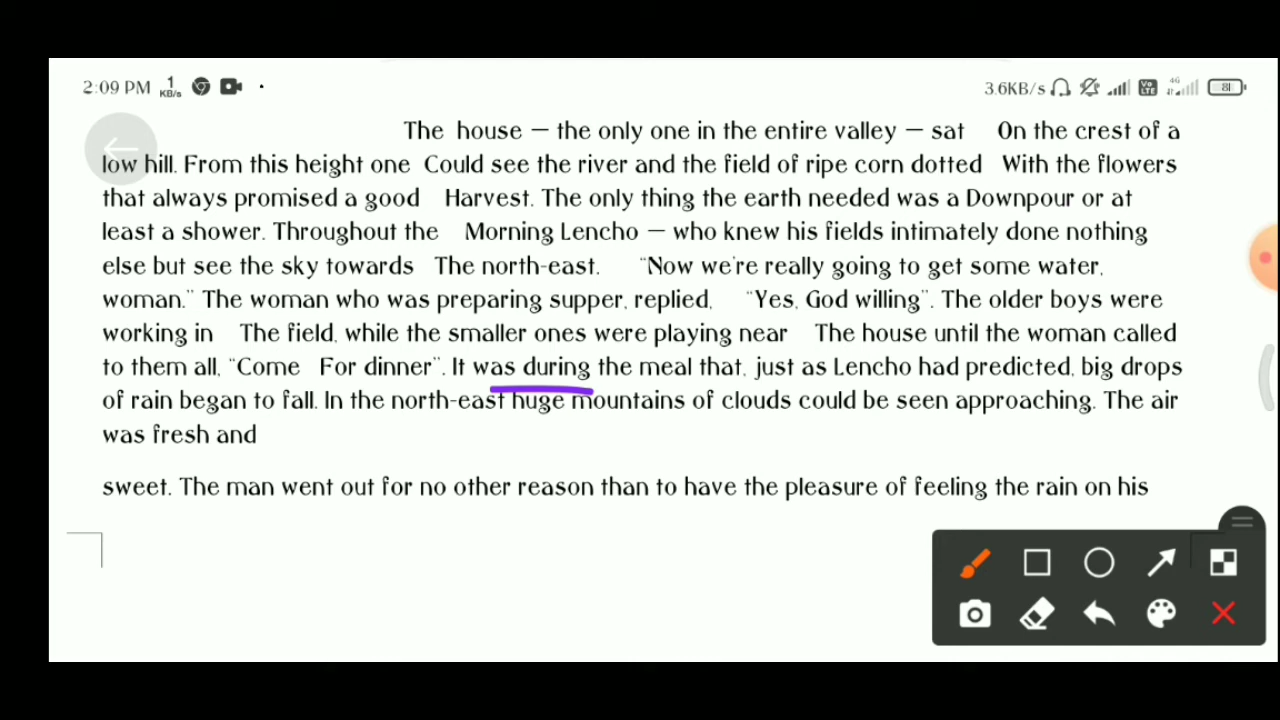 2:09 PM 1 KB/s 3.6KB/s Vo LTE 4G 81
The house – the only one in the entire valley – sat On the crest of a
low hill. From this height one Could see the river and the field of ripe corn dotted With the flowers
that always promised a good Harvest. The only thing the earth needed was a Downpour or at
least a shower. Throughout the Morning Lencho – who knew his fields intimately done nothing
else but see the sky towards The north-east. "Now we're really going to get some water,
woman." The woman who was preparing supper, replied, "Yes, God willing". The older boys were
working in The field, while the smaller ones were playing near The house until the woman called
to them all, "Come For dinner". It was during the meal that, just as Lencho had predicted, big drops
of rain began to fall. In the north-east huge mountains of clouds could be seen approaching. The air
was fresh and
sweet. The man went out for no other reason than to have the pleasure of feeling the rain on his